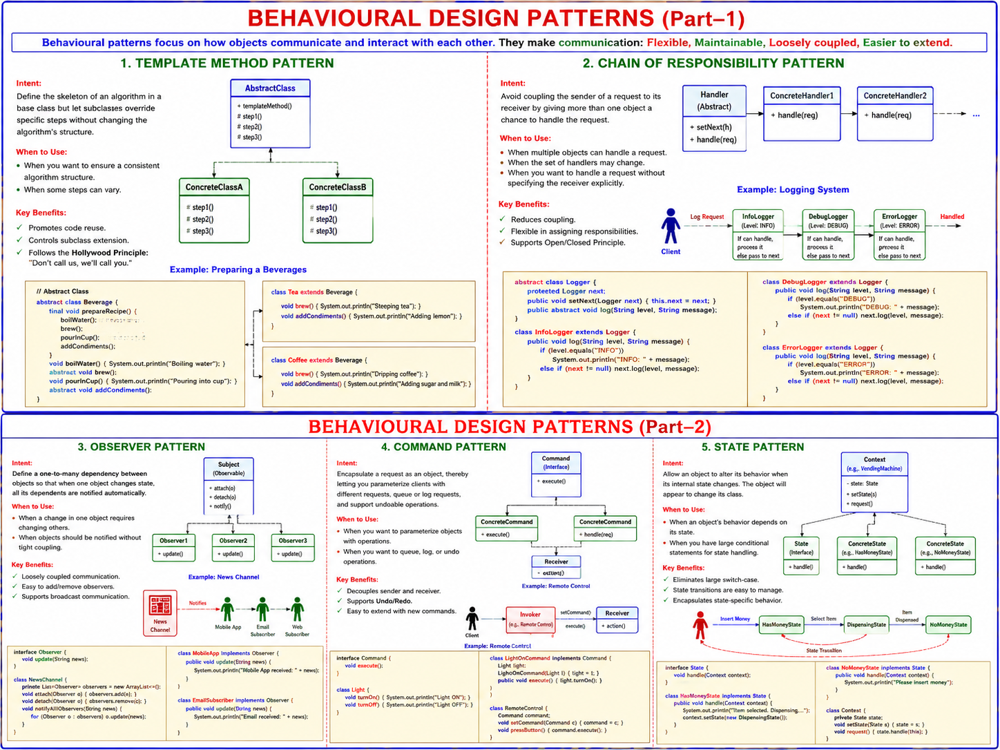 BEHAVIOURAL DESIGN PATTERNS (Part–1)
Behavioural patterns focus on how objects communicate and interact with each other. They make communication: Flexible, Maintainable, Loosely coupled, Easier to extend.
1. TEMPLATE METHOD PATTERN
Intent:
Define the skeleton of an algorithm in a
base class but let subclasses override
specific steps without changing the
algorithm's structure.
When to Use:
• When you want to ensure a consistent
algorithm structure.
• When some steps can vary.
Key Benefits:
✓ Promotes code reuse.
✓ Controls subclass extension.
✓ Follows the Hollywood Principle:
"Don't call us, we'll call you."
AbstractClass
+ templateMethod()
# step1()
# step2()
# step3()
ConcreteClassA
# step1()
# step2()
# step3()
ConcreteClassB
# step1()
# step2()
# step3()
Example: Preparing a Beverages
// Abstract Class
abstract class Beverage {
final void prepareRecipe() {
boilWater();
brew();
pourInCup();
addCondiments();
}
void boilWater() { System.out.println("Boiling water"); }
abstract void brew();
void pourInCup() { System.out.println("Pouring into cup"); }
abstract void addCondiments();
}
class Tea extends Beverage {
void brew() { System.out.println("Steeping tea"); }
void addCondiments() { System.out.println("Adding lemon"); }
}
class Coffee extends Beverage {
void brew() { System.out.println("Dripping coffee"); }
void addCondiments() { System.out.println("Adding sugar and milk"); }
}
2. CHAIN OF RESPONSIBILITY PATTERN
Intent:
Avoid coupling the sender of a request to its
receiver by giving more than one object a
chance to handle the request.
When to Use:
• When multiple objects can handle a request.
• When the set of handlers may change.
• When you want to handle a request without
specifying the receiver explicitly.
Key Benefits:
✓ Reduces coupling.
✓ Flexible in assigning responsibilities.
✓ Supports Open/Closed Principle.
Handler
(Abstract)
+ setNext(h)
+ handle(req)
ConcreteHandler1
+ handle(req)
ConcreteHandler2
+ handle(req)
...
Example: Logging System
Client
Log Request
InfoLogger
(Level: INFO)
If can handle,
process it
else pass to next
DebugLogger
(Level: DEBUG)
If can handle,
process it
else pass to next
ErrorLogger
(Level: ERROR)
If can handle,
process it
else pass to next
Handled
abstract class Logger {
proteeted Logger next;
public void setNext(Logger next) { this.next = next; }
public abstract void log(String level, String message);
}
class InfoLogger extends Logger {
public void log(String level, String message) {
if (level.equals("INFO"))
System.out.println("INFO: " + message);
else if (next != null) next.log(level, message);
}
}
class DebugLogger extends Logger {
public void log(String level, String message) {
if (level.equals("DEBUG"))
System.out.println("DEBUG: " + message);
else if (next != null) next.log(level, message);
}
}
class ErrorLogger extends Logger {
public void log(String level, String message) {
if (level.equals("ERROR"))
System.out.println("ERROR: " + message);
else if (next != null) next.log(level, message);
}
}
BEHAVIOURAL DESIGN PATTERNS (Part–2)
3. OBSERVER PATTERN
Intent:
Define a one-to-many dependency between
objects so that when one object changes state,
all its dependents are notified automatically.
When to Use:
• When a change in one object requires
changing others.
• When objects should be notified without
tight coupling.
Key Benefits:
✓ Loosely coupled communication.
✓ Easy to add/remove observers.
✓ Supports broadcast communication.
Subject
(Observable)
+ attach(o)
+ detach(o)
+ notify()
Observer1
+ update()
Observer2
+ update()
Observer3
+ update()
Example: News Channel
News
Channel
Notifies
Mobile App
Email
Subscriber
Web
Subscriber
interface Observer {
void update(String news);
}
class NewsChannel {
private List<Observer> observers = new ArrayList<>();
void attach(Observer o) { observers.add(o); }
void detach(Observer o) { observers.remove(o); }
void notifyAllObservers(String news) {
for (Observer o : observers) o.update(news);
}
}
class MobileApp Implements Observer {
public void update(String news) {
System.out.println("Mobile App received: " + news);
}
}
class EmailSubscriber implements Observer {
public void update(String news) {
System.out.println("Email received: " + news);
}
}
4. COMMAND PATTERN
Intent:
Encapsulate a request as an object, thereby
letting you parameterize clients with
different requests, queue or log requests,
and support undoable operations.
When to Use:
• When you want to parameterize objects
with operations.
• When you want to queue, log, or undo
operations.
Key Benefits:
✓ Decouples sender and receiver.
✓ Supports Undo/Redo.
✓ Easy to extend with new commands.
Command
(Interface)
+ execute()
ConcreteCommand
+ execute()
ConcreteCommand
+ hendle(req)
Receiver
Example: Remote Control
Client
Invoker
(e.g., Remote Control)
setCommand)
execute()
Receiver
+ action()
Example: Remote Control
interface Command {
void execute();
}
class Light {
void turnOn() { System.out.println("Light ON"); }
void turnOff() { System.out.println("Light OFF"); }
}
class LightOnCommand implements Command {
Light light;
LighoOnCommand(Light l) { tight = l; }
public void execute() { light.turnOn(); }
}
}
class RemoteControl {
Command command;
void setCommand(Command c) { command = c; }
void pressButton() { command.execute(); }
}
5. STATE PATTERN
Intent:
Allow an object to alter its behavior when
its internal state changes. The object will
appear to change its class.
When to Use:
• When an object's behavior depends on
its state.
• When you have large conditional
statements for state handling.
Key Benefits:
✓ Eliminates large switch-case.
✓ State transitions are easy to manage.
✓ Encapsulates state-specific behavior.
Context
(e.g,. VendingMachine)
- state: State
+ setState(s)
+ request()
State
(Interface)
+ handle()
ConcreteState
(e.g., HasMoneyState)
+ handle()
ConcreteState
(e.g., NoMoneyState)
+ handle()
Insert Money
HasMoneyState
Select Item
DispensingState
Item
Dispensed
NoMoneyState
State Transition
interface State {
void handle(Context context);
}
class HasMoneyState implements State {
public void handle(Context context) {
System.out.println("Item selected. Dispensing...");
context.setState(new DispensingState());
}
}
class NoMoneyState inplements State {
public void handle(Context context) {
System.out.println("Please insert money");
}
}
class Contest {
private State state;
void setState(State s) { state = s; }
void request() { ctate.handle(this); }
}